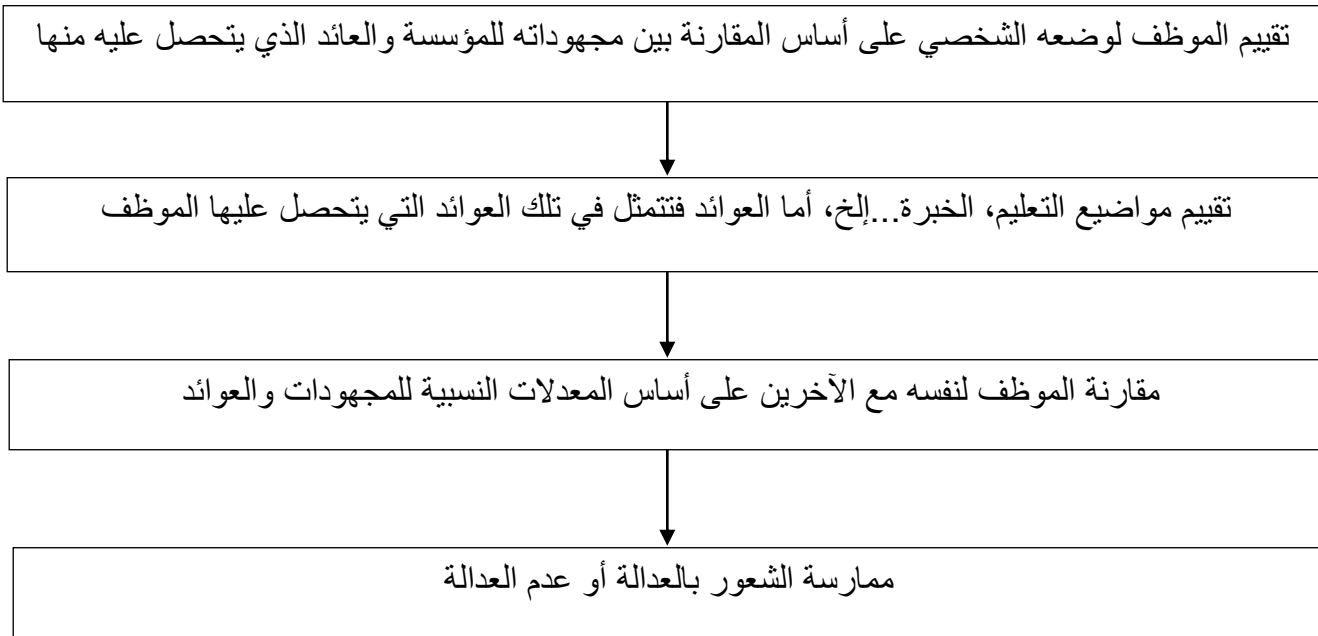 تقييم الموظف لوضعه الشخصي على أساس المقارنة بين مجهوداته للمؤسسة والعائد الذي يتحصل عليه منها
تقييم مواضيع التعليم، الخبرة...إلخ، أما العوائد فتتمثل في تلك العوائد التي يتحصل عليها الموظف
مقارنة الموظف لنفسه مع الآخرين على أساس المعدلات النسبية للمجهودات والعوائد
ممارسة الشعور بالعدالة أو عدم العدالة